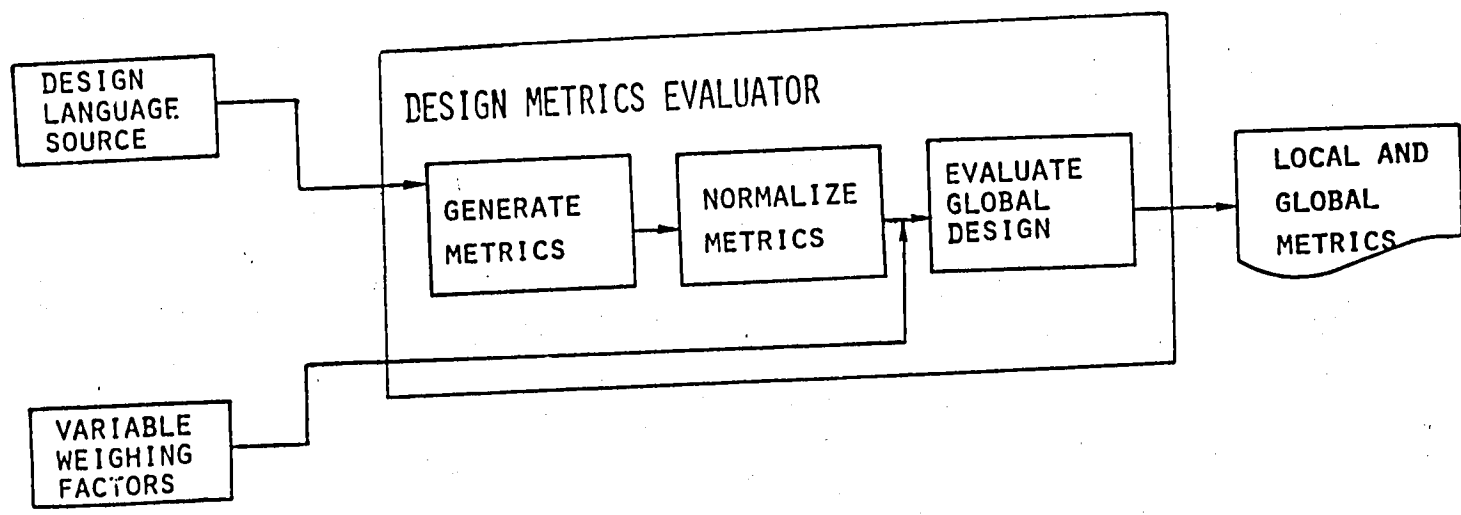 DESIGN
LANGUAGE
SOURCE
DESIGN METRICS EVALUATOR
GENERATE
METRICS
NORMALIZE
METRICS
EVALUATE
GLOBAL
DESIGN
LOCAL AND
GLOBAL
METRICS
VARIABLE
WEIGHING
FACTORS